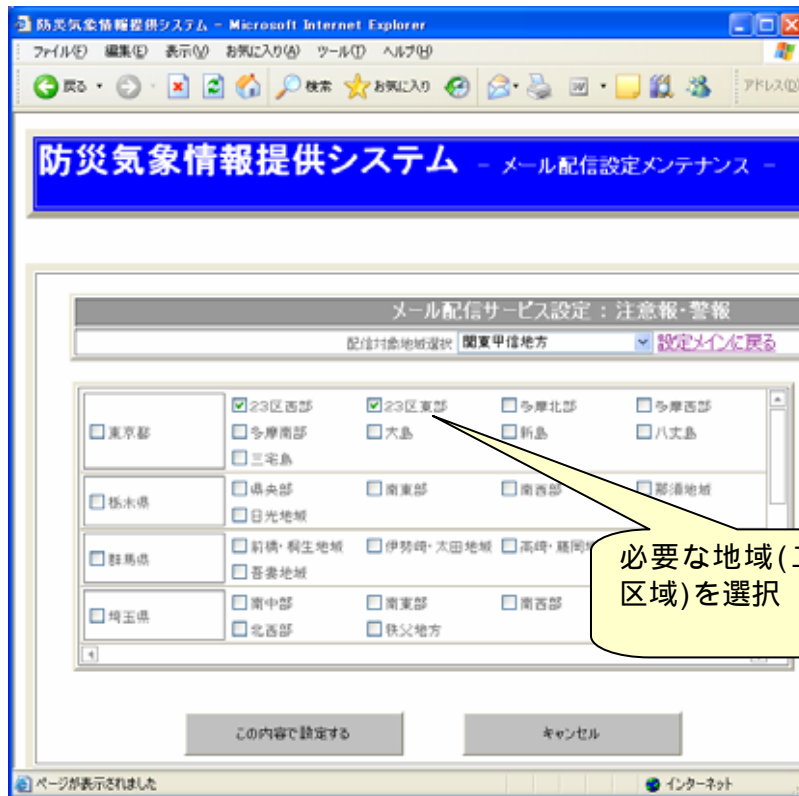 防災気象情報提供システム - Microsoft Internet Explorer
ファイル(F) 編集(E) 表示(V) お気に入り(A) ツール(T) ヘルプ(H)
戻る 検索 お気に入り アドレス(D)
防災気象情報提供システム － メール配信設定メンテナンス －
メール配信サービス設定 : 注意報・警報
配信対象地域選択 関東甲信地方 設定メインに戻る
東京都 23区西部 23区東部 多摩北部 多摩西部
多摩南部 大島 新島 八丈島
三宅島
栃木県 県央部 南東部 南西部 那須地域
日光地域
群馬県 前橋・桐生地域 伊勢崎・太田地域 高崎・藤岡
吾妻地域
埼玉県 南中部 南東部 南西部
北西部 秩父地方
必要な地域(
区域)を選択
この内容で設定する キャンセル
ページが表示されました インターネット